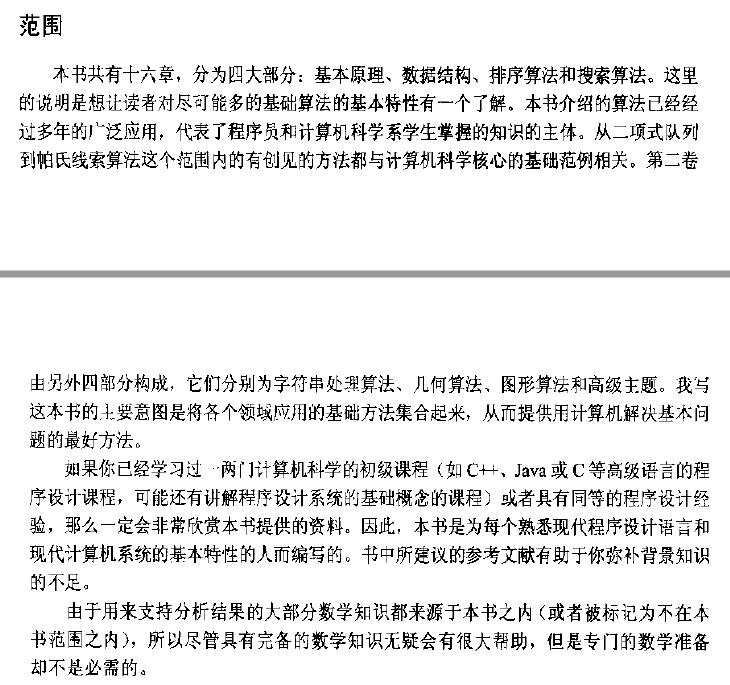 范围
本书共有十六章，分为四大部分：基本原理、数据结构、排序算法和搜索算法。这里
的说明是想让读者对尽可能多的基础算法的基本特性有一个了解。本书介绍的算法已经经
过多年的广泛应用，代表了程序员和计算机科学系学生掌握的知识的主体。从二项式队列
到帕氏线索算法这个范围内的有创见的方法都与计算机科学核心的基础范例相关。第二卷
由另外四部分构成，它们分别为字符串处理算法、几何算法、图形算法和高级主题。我写
这本书的主要意图是将各个领域应用的基础方法集合起来，从而提供用计算机解决基本问
题的最好方法。
如果你已经学习过一两门计算机科学的初级课程（如 C++、Java 或 C 等高级语言的程
序设计课程，可能还有讲解程序设计系统的基础概念的课程）或者具有同等的程序设计经
验，那么一定会非常欣赏本书提供的资料。因此，本书是为每个熟悉现代程序设计语言和
现代计算机系统的基本特性的人而编写的。书中所建议的参考文献有助于你弥补背景知识
的不足。
由于用来支持分析结果的大部分数学知识都来源于本书之内（或者被标记为不在本
书范围之内），所以尽管具有完备的数学知识无疑会有很大帮助，但是专门的数学准备
却不是必需的。